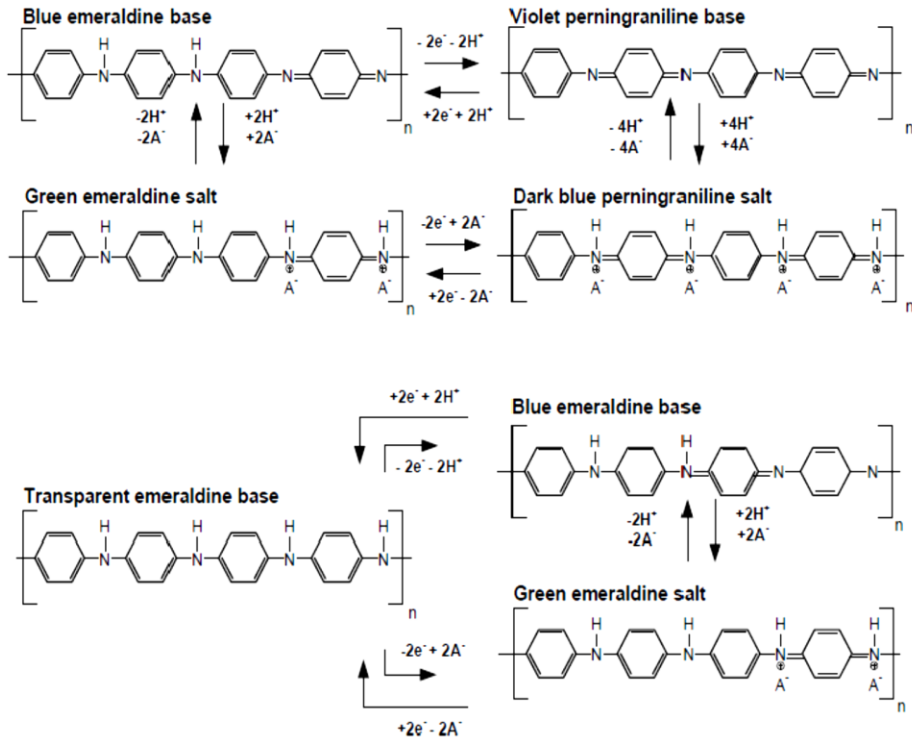 Blue emeraldine base
Violet perningraniline base
H H
N N N N
n
- 2e⁻ - 2H⁺
+2e⁻ + 2H⁺
N N N N
n
-2H⁺
-2A⁻
+2H⁺
+2A⁻
- 4H⁺
- 4A⁻
+4H⁺
+4A⁻
Green emeraldine salt
Dark blue perningraniline salt
H H H H
N N N N
⊕ ⊕
A⁻ A⁻
n
-2e⁻ + 2A⁻
+2e⁻ - 2A⁻
H H H H
N N N N
⊕ ⊕ ⊕ ⊕
A⁻ A⁻ A⁻ A⁻
n
+2e⁻ + 2H⁺
- 2e⁻ - 2H⁺
Blue emeraldine base
H H
N N N N
n
-2H⁺
-2A⁻
+2H⁺
+2A⁻
Transparent emeraldine base
H H H H
N N N N
n
Green emeraldine salt
H H H H
N N N N
⊕ ⊕
A⁻ A⁻
n
-2e⁻ + 2A⁻
+2e⁻ - 2A⁻